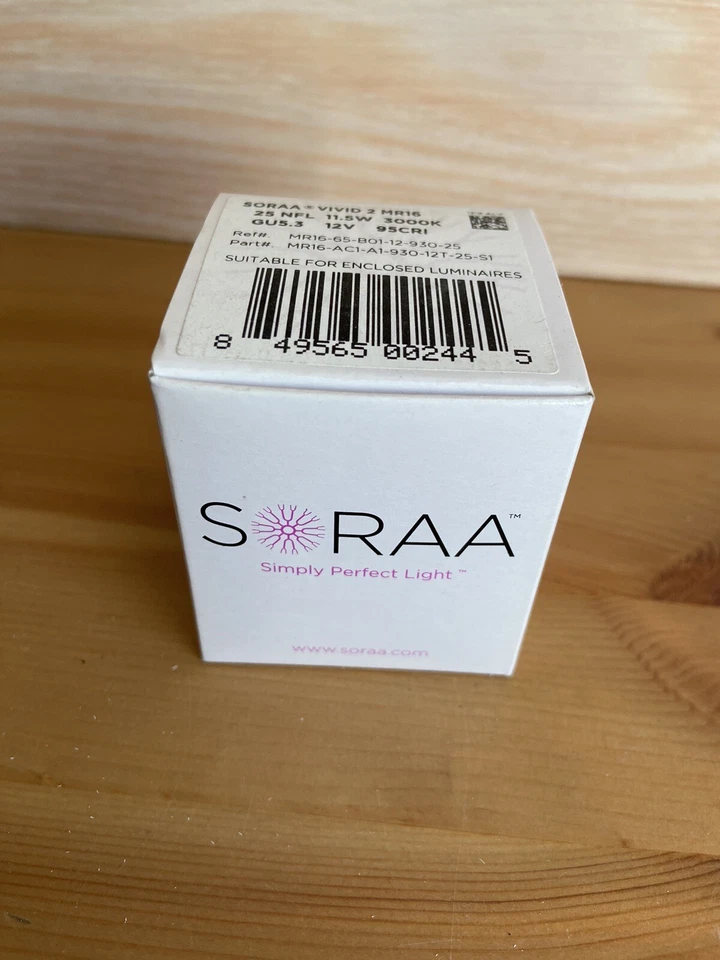 SORAA® VIVID 2 MR16
25 NFL 11.5W 3000K
GU5.3 12V 95CRI
Ref#. MR16-65-B01-12-930-25
Part#. MR16-AC1-A1-930-12T-25-S1
SUITABLE FOR ENCLOSED LUMINAIRES
8 49565 00244 5
SORAA™
Simply Perfect Light™
www.soraa.com